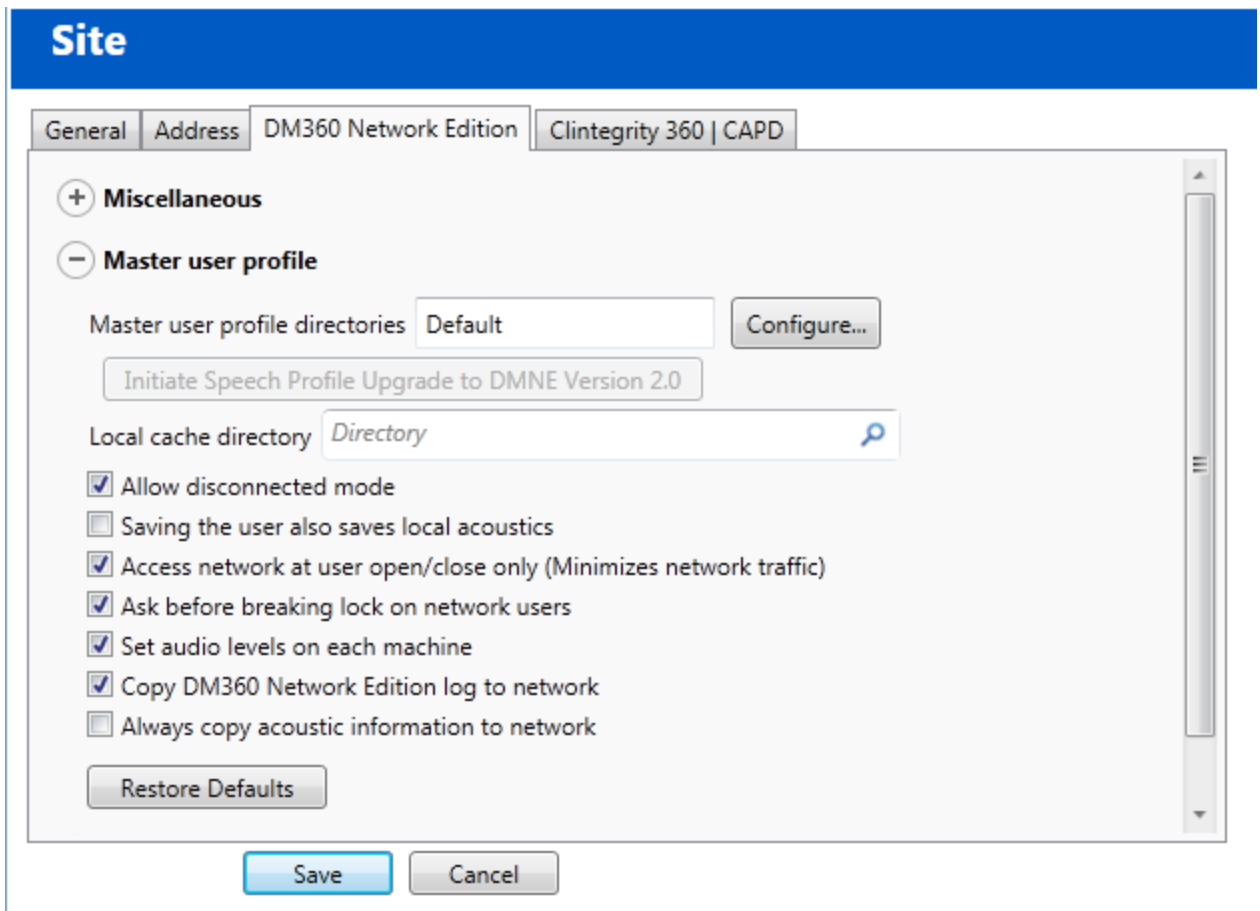 Site
General Address DM360 Network Edition Clintegrity 360 | CAPD
Miscellaneous
Master user profile
Master user profile directories Default Configure...
Initiate Speech Profile Upgrade to DMNE Version 2.0
Local cache directory Directory
Allow disconnected mode
Saving the user also saves local acoustics
Access network at user open/close only (Minimizes network traffic)
Ask before breaking lock on network users
Set audio levels on each machine
Copy DM360 Network Edition log to network
Always copy acoustic information to network
Restore Defaults
Save Cancel